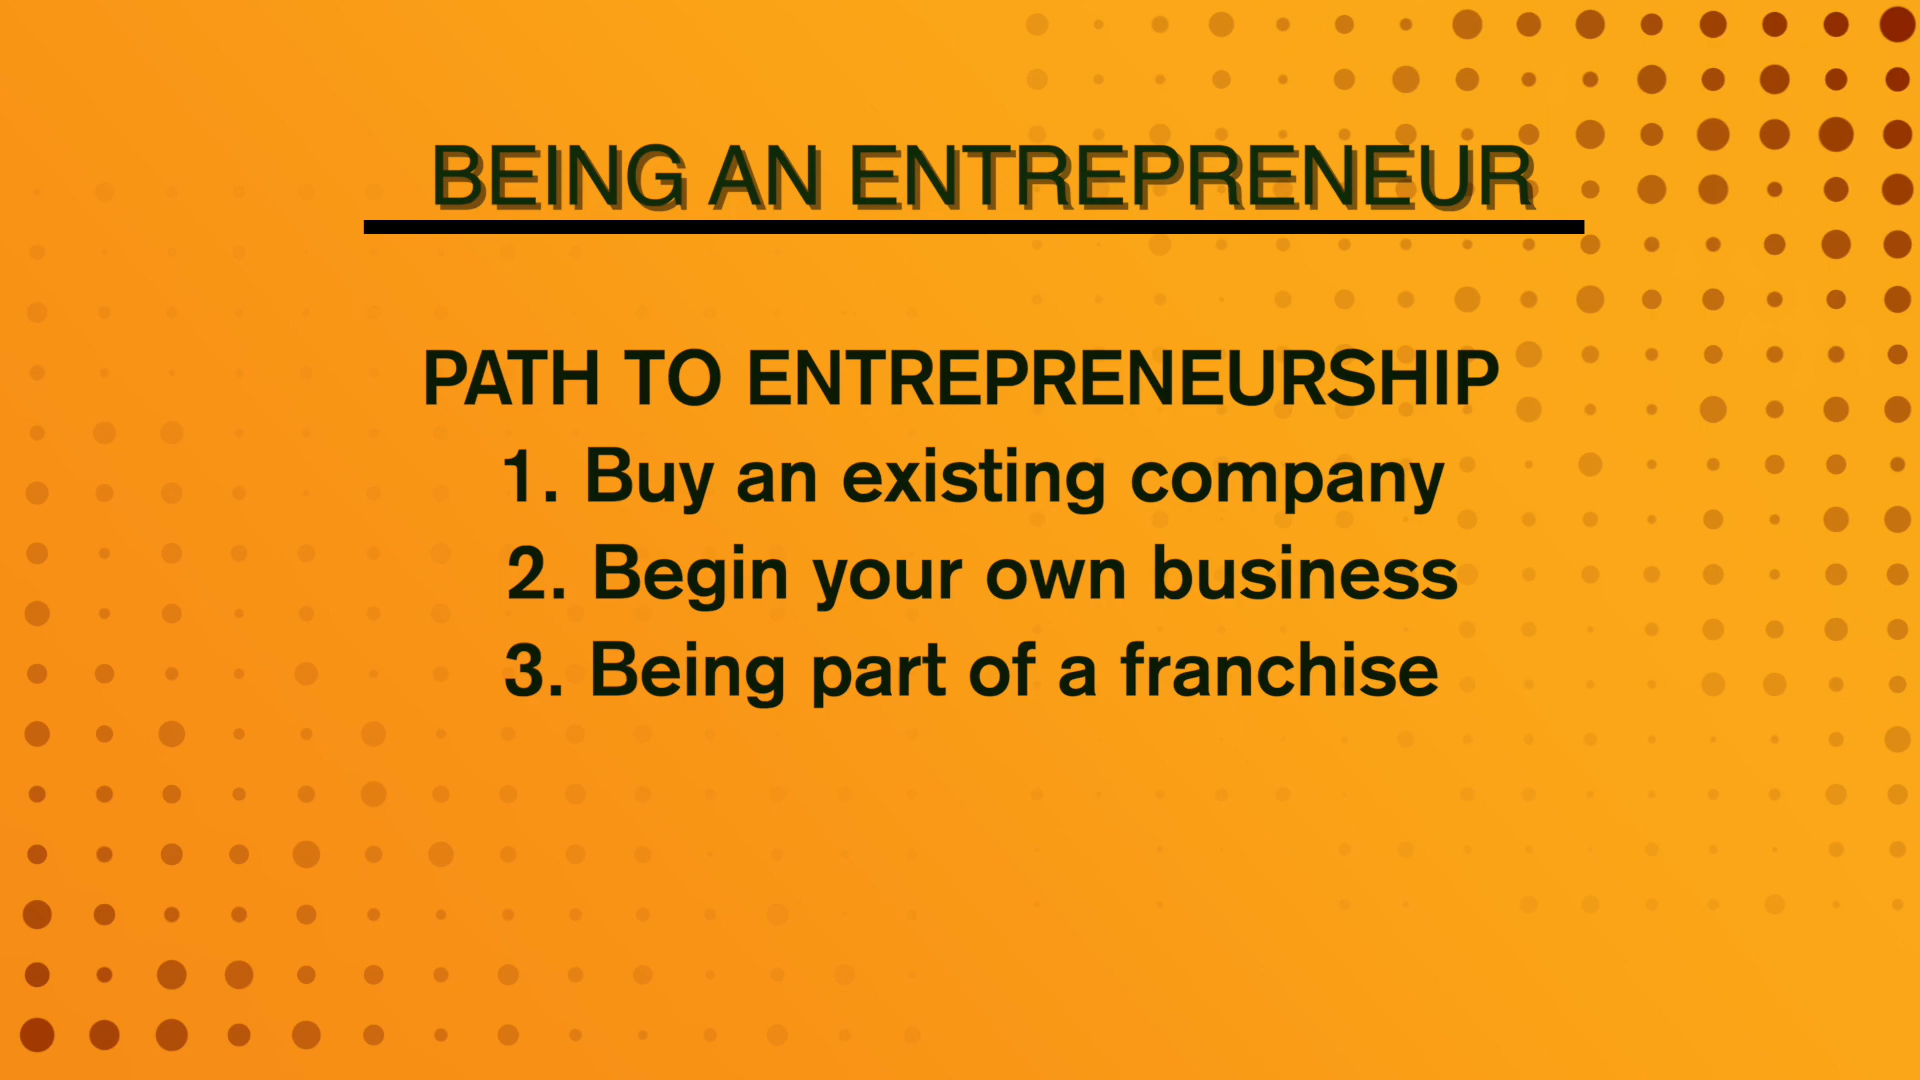 BEING AN ENTREPRENEUR
PATH TO ENTREPRENEURSHIP
1. Buy an existing company
2. Begin your own business
3. Being part of a franchise